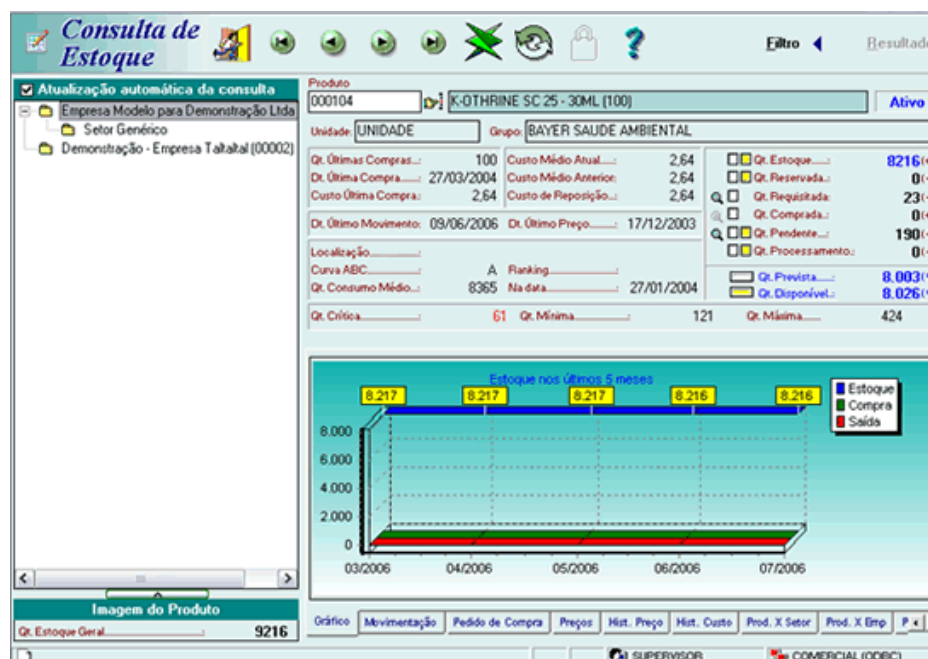 Consulta de
Estoque
Filtro
Resultado
Atualização automática da consulta
Empresa Modelo para Demonstração Ltda
Setor Genérico
Demonstração - Empresa Taltaltal (00002)
Produto
000104 K-OTHRINE SC 25 - 30ML (100) Ativo
Unidade: UNIDADE Grupo: BAYER SAUDE AMBIENTAL
Qt. Últimas Compras..: 100 Custo Médio Atual....: 2,64 Qt. Estoque.....: 8216(
Dt. Última Compra.....: 27/03/2004 Custo Médio Anterior: 2,64 Qt. Reservada..: 0(
Custo Última Compra.: 2,64 Custo de Reposição...: 2,64 Qt. Requisitada: 23(
Qt. Comprada..: 0(
Dt. Último Movimento: 09/06/2006 Dt. Último Preço........: 17/12/2003 Qt. Pendente...: 190(
Localização..............: Qt. Processamento.: 0(
Curva ABC..............: A Ranking....................:
Qt. Prevista.....: 8.003(
Qt. Consumo Médio..: 8365 Na data....................: 27/01/2004 Qt. Disponível.: 8.026(
Qt. Crítica................: 61 Qt. Mínima................: 121 Qt. Máxima...... 424
Estoque nos últimos 5 meses
8.217 8.217 8.217 8.216 8.216
Estoque
Compra
Saída
8.000
6.000
4.000
2.000
0
03/2006 04/2006 05/2006 06/2006 07/2006
Imagem do Produto
Qt. Estoque Geral........................: 9216
Gráfico Movimentação Pedido de Compra Preços Hist. Preço Hist. Custo Prod. X Setor Prod. X Emp P
SUPERVISOR COMERCIAL (ODBC)